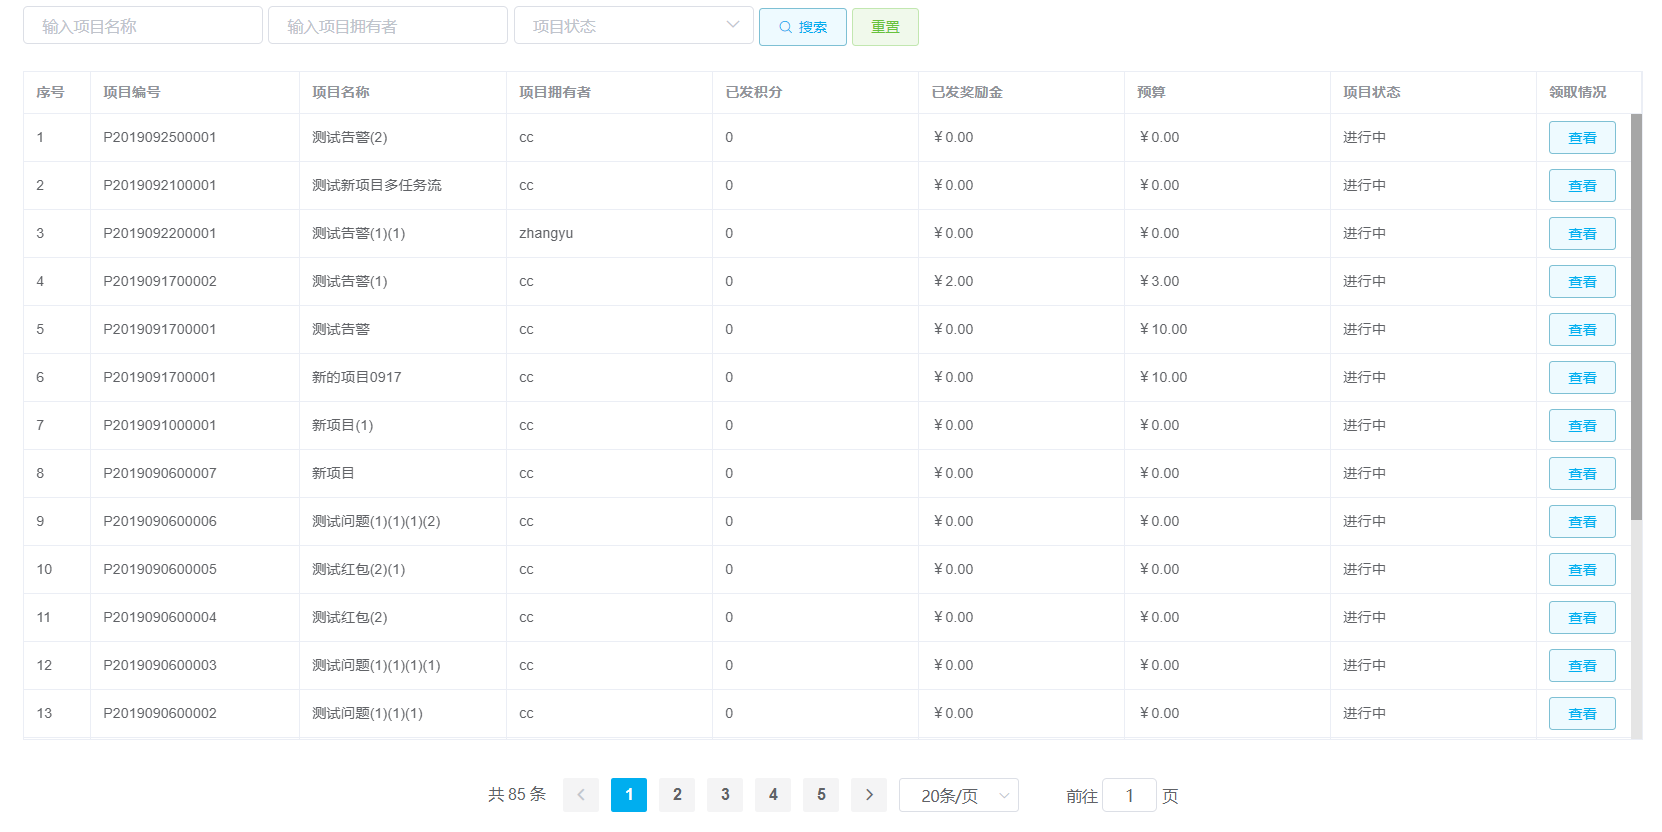 输入项目名称 输入项目拥有者 项目状态 搜索 重置
序号 项目编号 项目名称 项目拥有者 已发积分 已发奖励金 预算 项目状态 领取情况
1 P2019092500001 测试告警(2) cc 0 ￥0.00 ￥0.00 进行中 查看
2 P2019092100001 测试新项目多任务流 cc 0 ￥0.00 ￥0.00 进行中 查看
3 P2019092200001 测试告警(1)(1) zhangyu 0 ￥0.00 ￥0.00 进行中 查看
4 P2019091700002 测试告警(1) cc 0 ￥2.00 ￥3.00 进行中 查看
5 P2019091700001 测试告警 cc 0 ￥0.00 ￥10.00 进行中 查看
6 P2019091700001 新的项目0917 cc 0 ￥0.00 ￥10.00 进行中 查看
7 P2019091000001 新项目(1) cc 0 ￥0.00 ￥0.00 进行中 查看
8 P2019090600007 新项目 cc 0 ￥0.00 ￥0.00 进行中 查看
9 P2019090600006 测试问题(1)(1)(1)(2) cc 0 ￥0.00 ￥0.00 进行中 查看
10 P2019090600005 测试红包(2)(1) cc 0 ￥0.00 ￥0.00 进行中 查看
11 P2019090600004 测试红包(2) cc 0 ￥0.00 ￥0.00 进行中 查看
12 P2019090600003 测试问题(1)(1)(1)(1) cc 0 ￥0.00 ￥0.00 进行中 查看
13 P2019090600002 测试问题(1)(1)(1) cc 0 ￥0.00 ￥0.00 进行中 查看
共 85 条 1 2 3 4 5 20条/页 前往 1 页